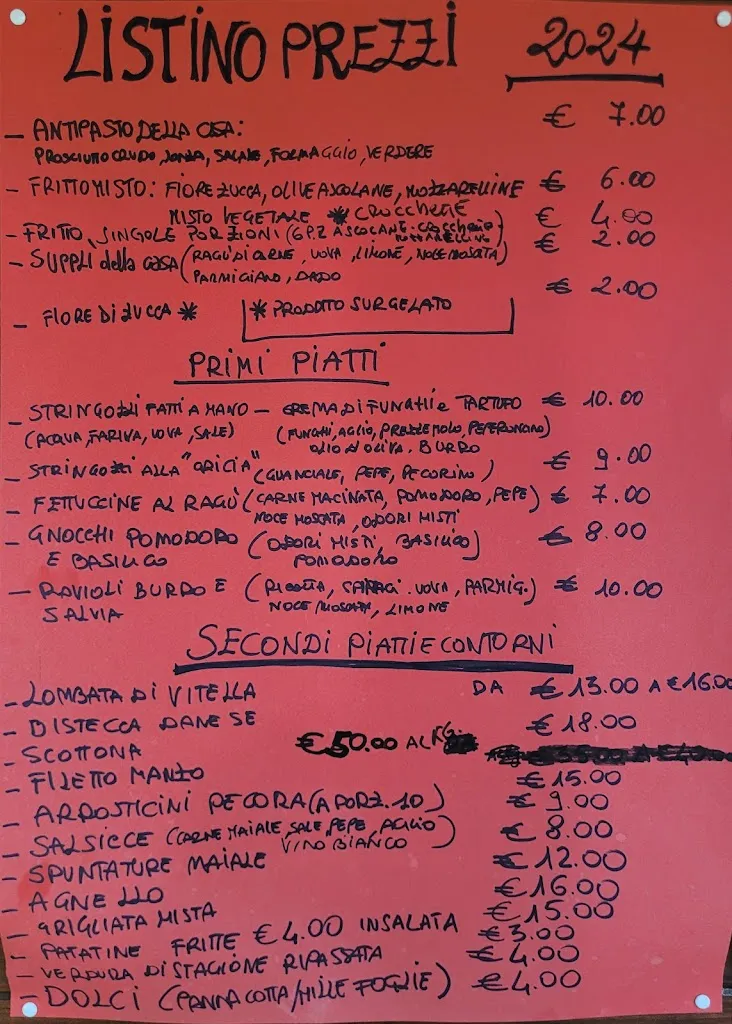 LISTINO PREZZI 2024
- ANTIPASTO DELLA CASA: € 7.00
PROSCIUTTO CRUDO, LONZA, SALAME, FORMAGGIO, VERDERE
- FRITTO MISTO: FIORE ZUCCA, OLIVE ASCOLANE, MOZZARELLINE € 6.00
MISTO VEGETALE * CROCCHETTE
- FRITTO, SINGOLE PORZIONI (6 PZ ASCOLANE-CROCCHETTE MOZZARELLINE) € 4.00
- SUPPLI della CASA (RAGÙ DI CARNE, UOVA, LIMONE, NOCE MOSCATA) € 2.00
PARMIGIANO, DADO
- FIORE DI ZUCCA * € 2.00
* PRODOTTO SURGELATO
PRIMI PIATTI
- STRINGOZZI FATTI A MANO - CREMA DI FUNGHI e TARTUFO € 10.00
(ACQUA, FARINA, UOVA, SALE) (FUNGHI, AGLIO, PREZZEMOLO, PEPERONCINO)
OLIO D'OLIVA, BURRO
- STRINGOZZI ALLA "GRICIA" (GUANCIALE, PEPE, PECORINO) € 9.00
- FETTUCCINE AL RAGÙ (CARNE MACINATA, POMODORO, PEPE) € 7.00
NOCE MOSCATA, ODORI MISTI
- GNOCCHI POMODORO (ODORI MISTI, BASILICO) € 8.00
E BASILICO POMODORO
- RAVIOLI BURRO E (RICOTTA, SPINACI. UOVA, PARMIG.) € 10.00
SALVIA NOCE MOSCATA, LIMONE
SECONDI PIATTI E CONTORNI
- LOMBATA DI VITELLA DA € 13.00 A € 16.00
- BISTECCA DANESE € 18.00
- SCOTTONA € 50.00 AL KG.
- FILETTO MANZO € 15.00
- ARROSTICINI PECORA (A PORZ. 10) € 9.00
- SALSICCE (CARNE MAIALE, SALE, PEPE, AGLIO) € 8.00
VINO BIANCO
- SPUNTATURE MAIALE € 12.00
- AGNELLO € 16.00
- GRIGLIATA MISTA € 15.00
- PATATINE FRITTE € 4.00 INSALATA € 3.00
- VERDURA DI STAGIONE RIPASSATA € 4.00
- DOLCI (PANNA COTTA/MILLE FOGLIE) € 4.00